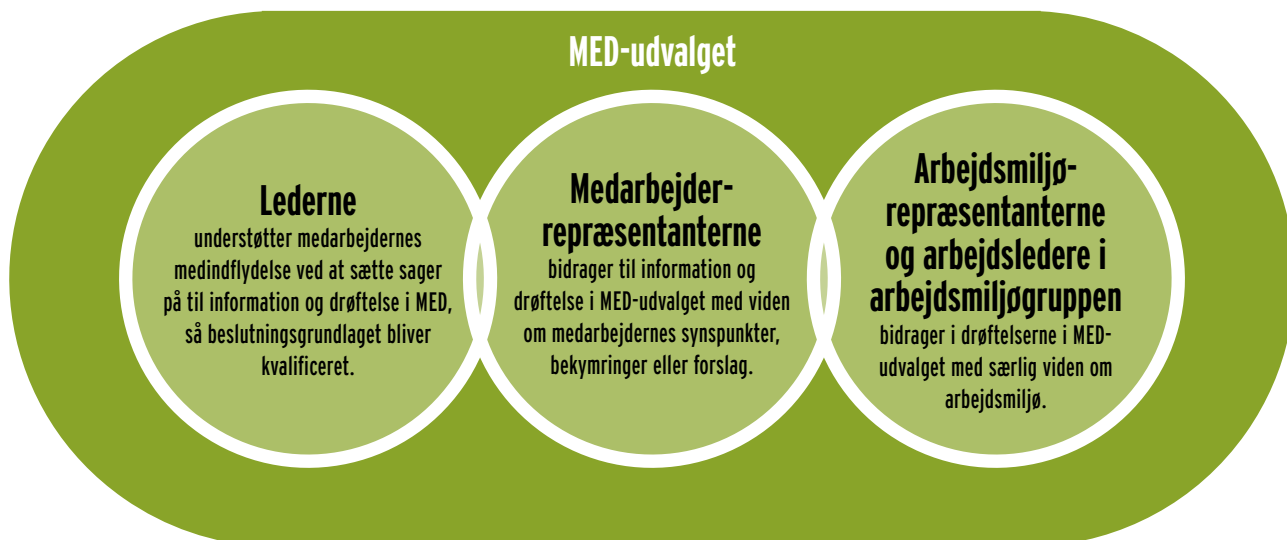 MED-udvalget
Lederne
understøtter medarbejdernes
medindflydelse ved at sætte sager
på til information og drøftelse i MED,
så beslutningsgrundlaget bliver
kvalificeret.
Medarbejder-
repræsentanterne
bidrager til information og
drøftelse i MED-udvalget med viden
om medarbejdernes synspunkter,
bekymringer eller forslag.
Arbejdsmiljø-
repræsentanterne
og arbejdsledere i
arbejdsmiljøgruppen
bidrager i drøftelserne i MED-
udvalget med særlig viden om
arbejdsmiljø.